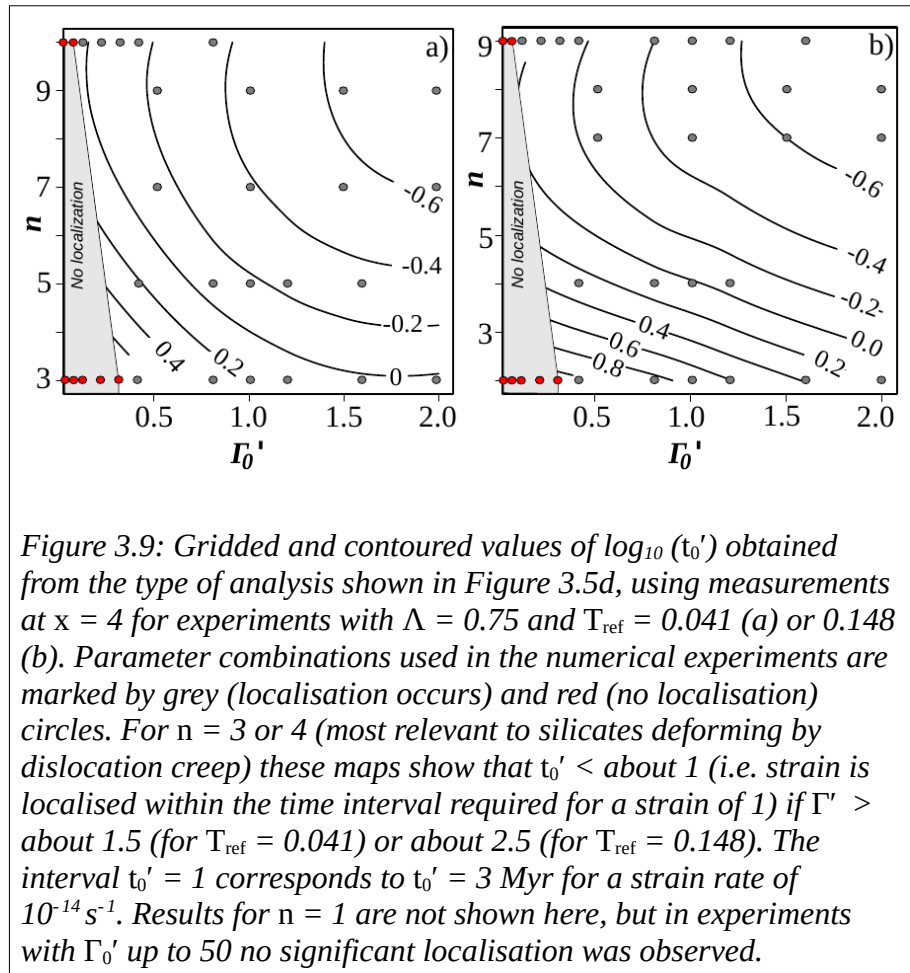 a)
9
7
n
5
3
No localization
-0.6
-0.4
-0.2
0
0.2
0.4
0.5 1.0 1.5 2.0
Γ₀'
b)
9
7
n
5
3
No localization
-0.6
-0.4
-0.2-
0.0
0.2
0.4
0.6
0.8
0.5 1.0 1.5 2.0
Γ₀'
Figure 3.9: Gridded and contoured values of log₁₀ (t₀′) obtained
from the type of analysis shown in Figure 3.5d, using measurements
at x = 4 for experiments with Λ = 0.75 and Tref = 0.041 (a) or 0.148
(b). Parameter combinations used in the numerical experiments are
marked by grey (localisation occurs) and red (no localisation)
circles. For n = 3 or 4 (most relevant to silicates deforming by
dislocation creep) these maps show that t₀′ < about 1 (i.e. strain is
localised within the time interval required for a strain of 1) if Γ′ >
about 1.5 (for Tref = 0.041) or about 2.5 (for Tref = 0.148). The
interval t₀′ = 1 corresponds to t₀′ = 3 Myr for a strain rate of
10⁻¹⁴ s⁻¹. Results for n = 1 are not shown here, but in experiments
with Γ₀′ up to 50 no significant localisation was observed.